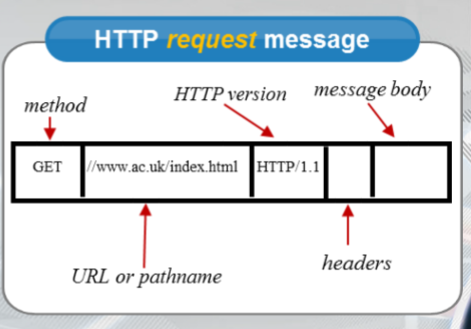 HTTP request message
method
HTTP version
message body
GET
//www.ac.uk/index.html
HTTP/1.1
URL or pathname
headers